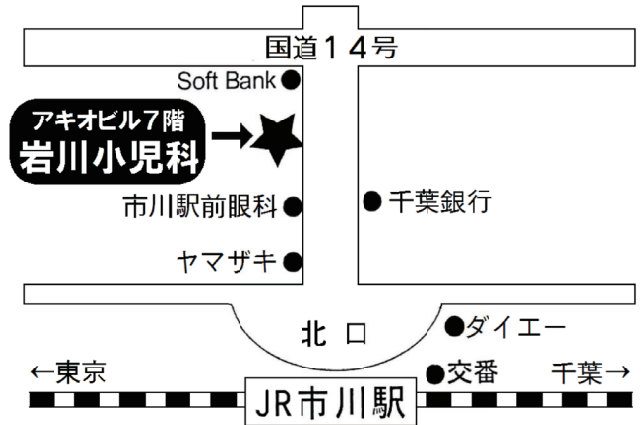 国道14号
Soft Bank
アキオビル7階
岩川小児科
市川駅前眼科
千葉銀行
ヤマザキ
北口
ダイエー
←東京
交番
千葉→
JR市川駅